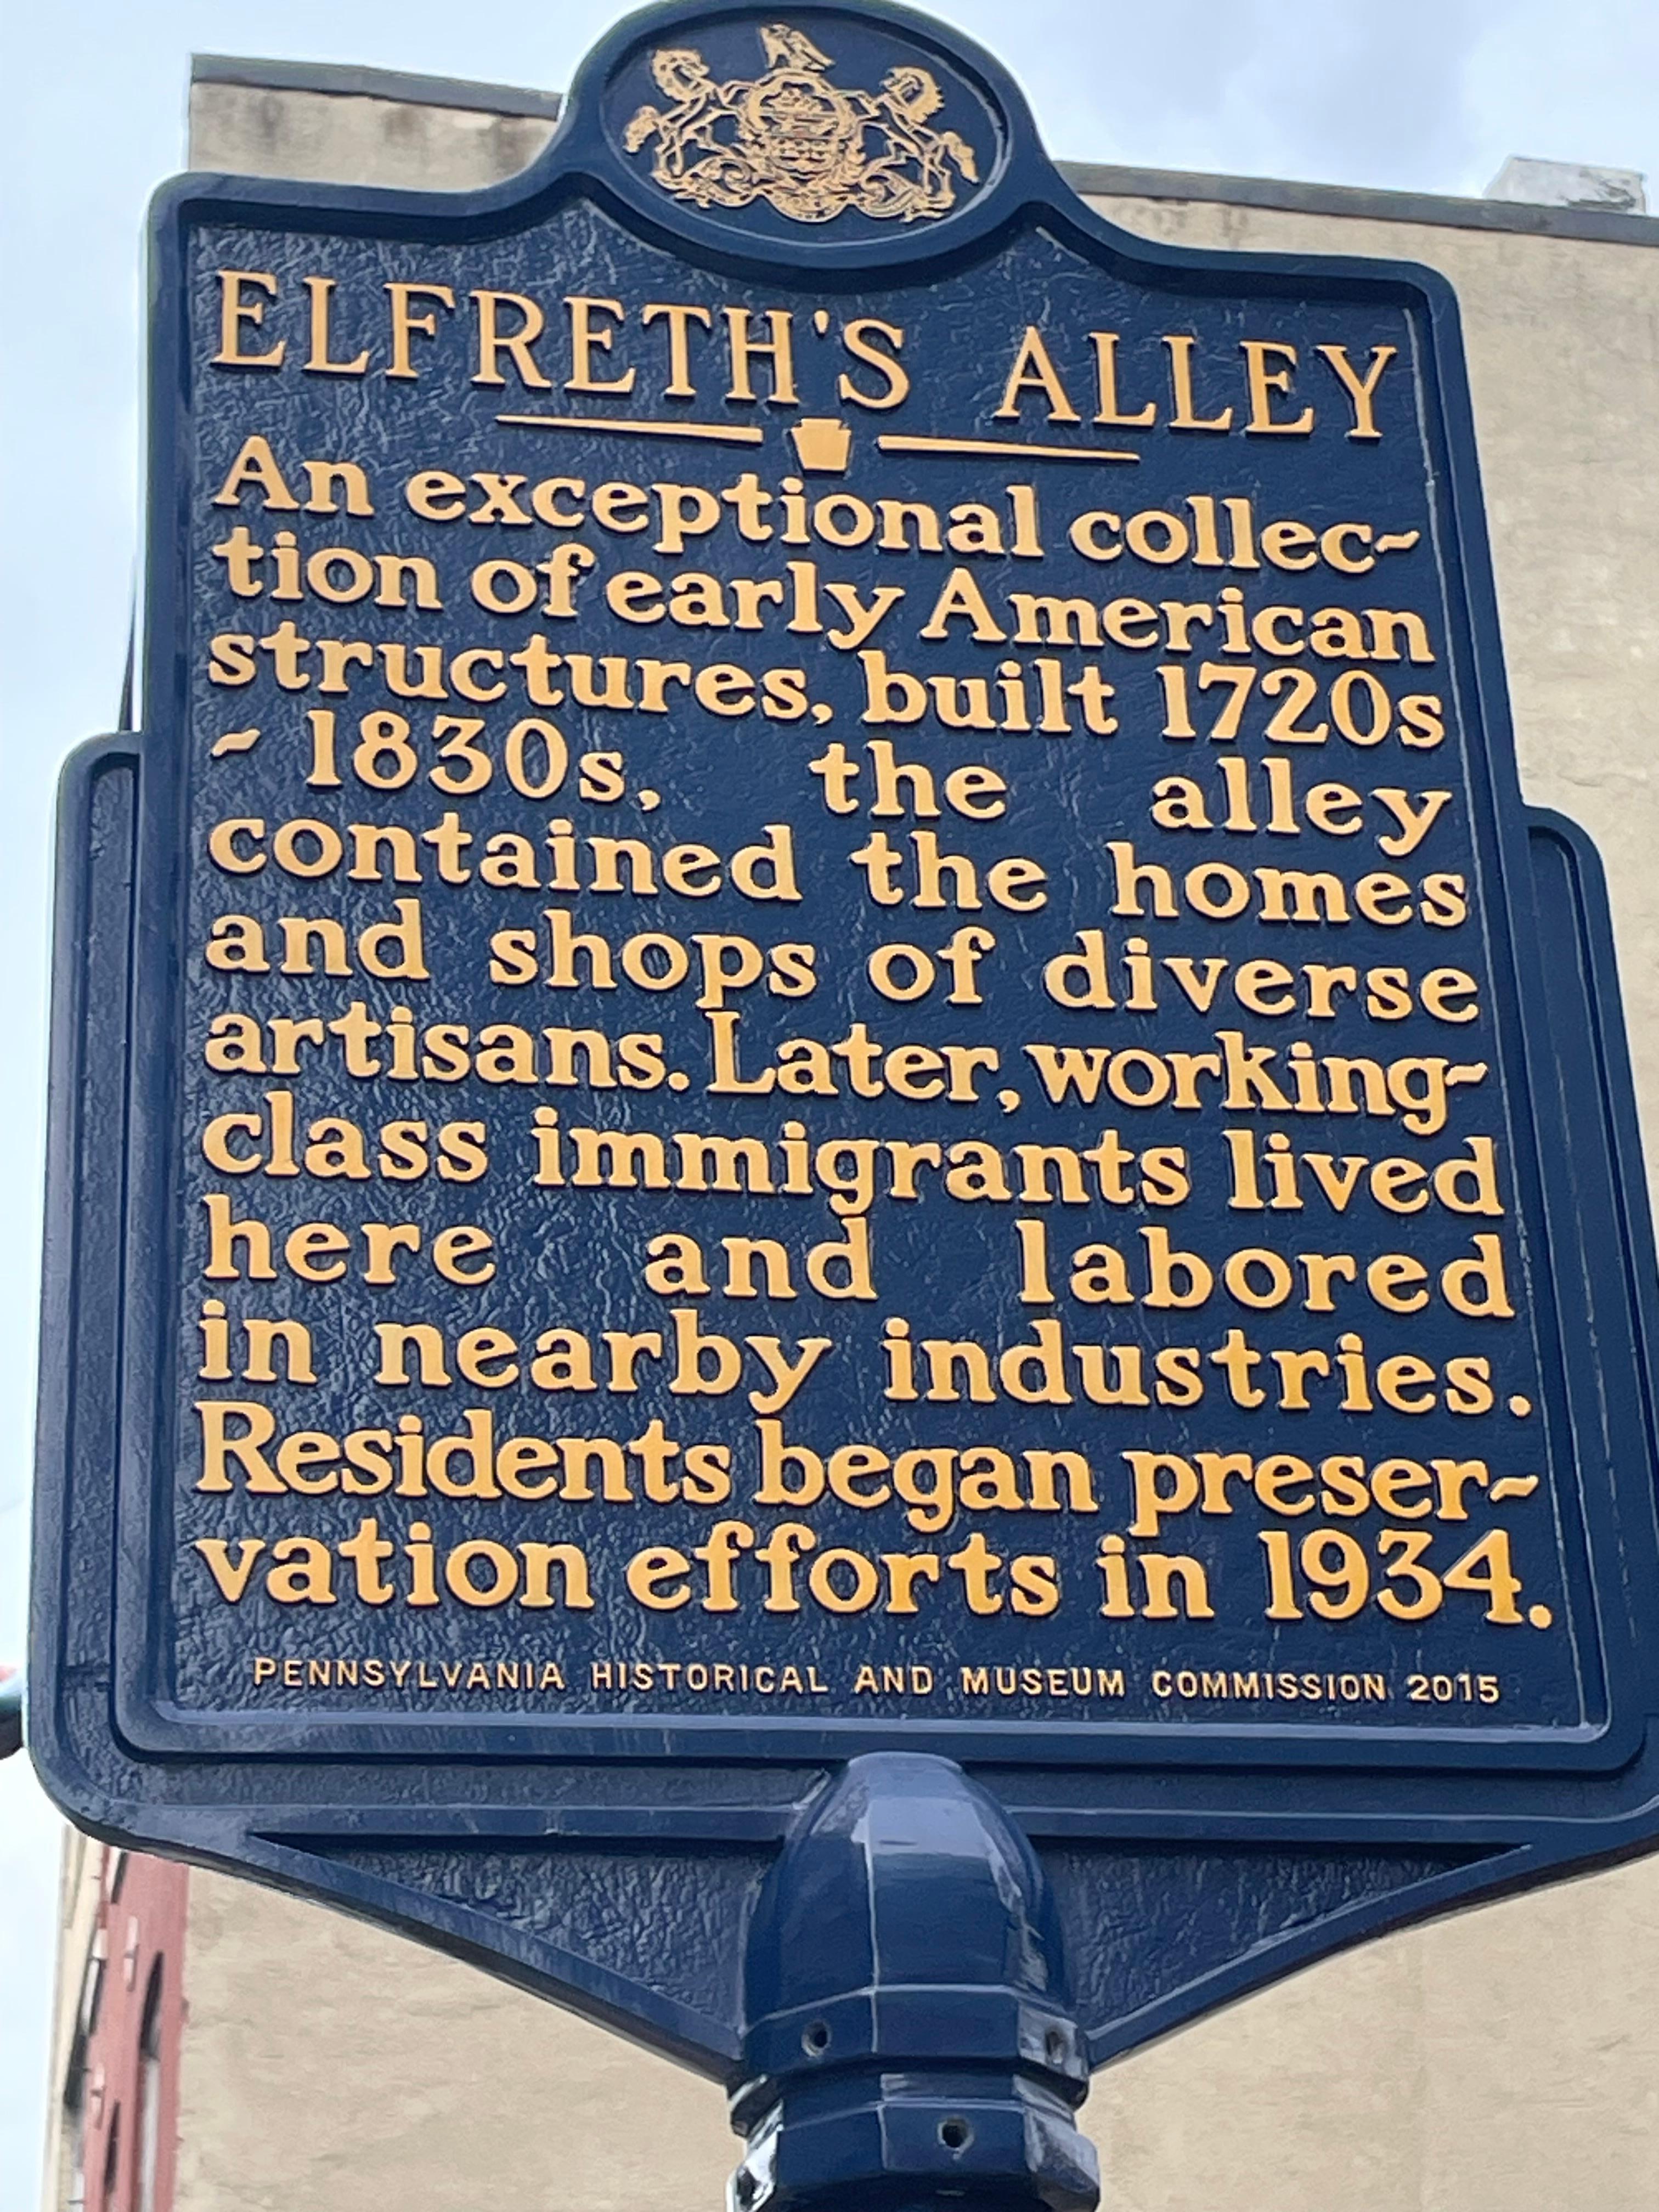 ELFRETH'S ALLEY
An exceptional collec-
tion of early American
structures, built 1720s
- 1830s, the alley
contained the homes
and shops of diverse
artisans. Later, working-
class immigrants lived
here and labored
in nearby industries.
Residents began preser-
vation efforts in 1934.
PENNSYLVANIA HISTORICAL AND MUSEUM COMMISSION 2015